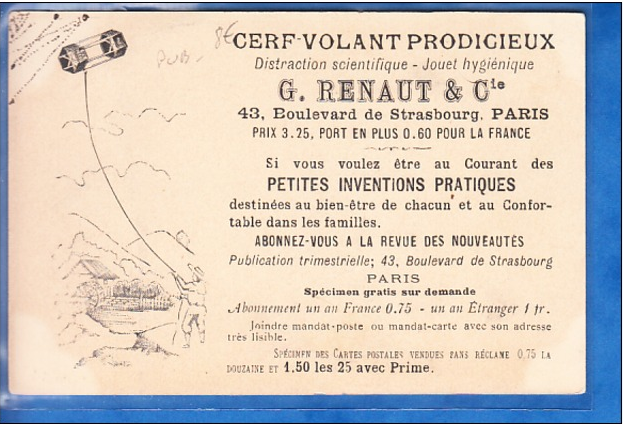 PUB-
8€
CERF-VOLANT PRODIGIEUX
Distraction scientifique - Jouet hygiénique
G. RENAUT & Cie
43, Boulevard de Strasbourg, PARIS
PRIX 3.25, PORT EN PLUS 0.60 POUR LA FRANCE
Si vous voulez être au Courant des
PETITES INVENTIONS PRATIQUES
destinées au bien-être de chacun et au Confor-
table dans les familles.
ABONNEZ-VOUS A LA REVUE DES NOUVEAUTÉS
Publication trimestrielle; 43, Boulevard de Strasbourg
PARIS
Spécimen gratis sur demande
Abonnement un an France 0.75 - un an Étranger 1 fr.
Joindre mandat-poste ou mandat-carte avec son adresse
très lisible.
SPÉCIMEN DES CARTES POSTALES VENDUES SANS RÉCLAME 0.75 LA
DOUZAINE ET 1,50 les 25 avec Prime.